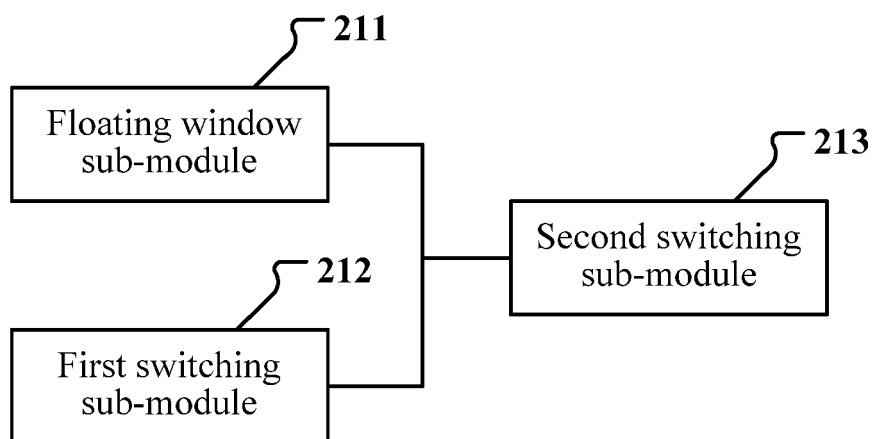 211
Floating window
sub-module
213
Second switching
sub-module
212
First switching
sub-module